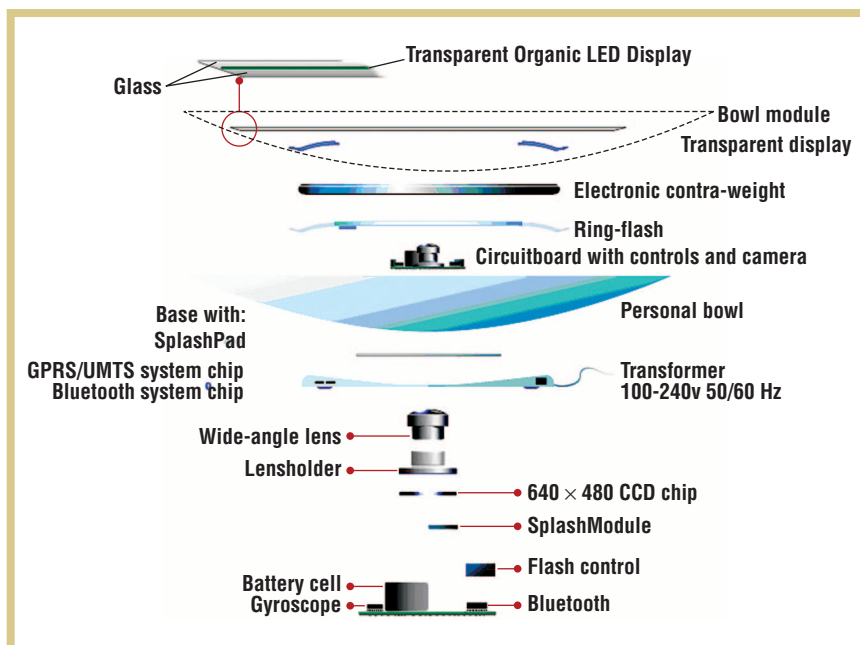 Transparent Organic LED Display
Glass
Bowl module
Transparent display
Electronic contra-weight
Ring-flash
Circuitboard with controls and camera
Personal bowl
Base with:
SplashPad
GPRS/UMTS system chip
Bluetooth system chip
Transformer
100-240v 50/60 Hz
Wide-angle lens
Lensholder
640 × 480 CCD chip
SplashModule
Flash control
Battery cell
Gyroscope
Bluetooth